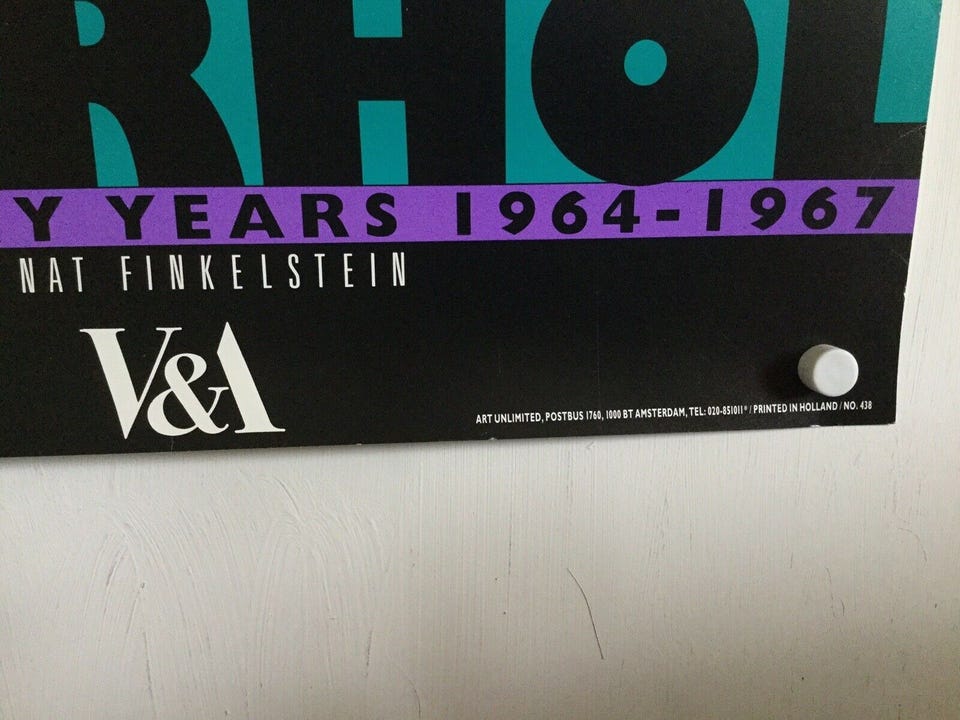 RHOL
Y YEARS 1964-1967
NAT FINKELSTEIN
V&A
ART UNLIMITED, POSTBUS 1760, 1000 BT AMSTERDAM, TEL: 020-851011* / PRINTED IN HOLLAND / NO. 438